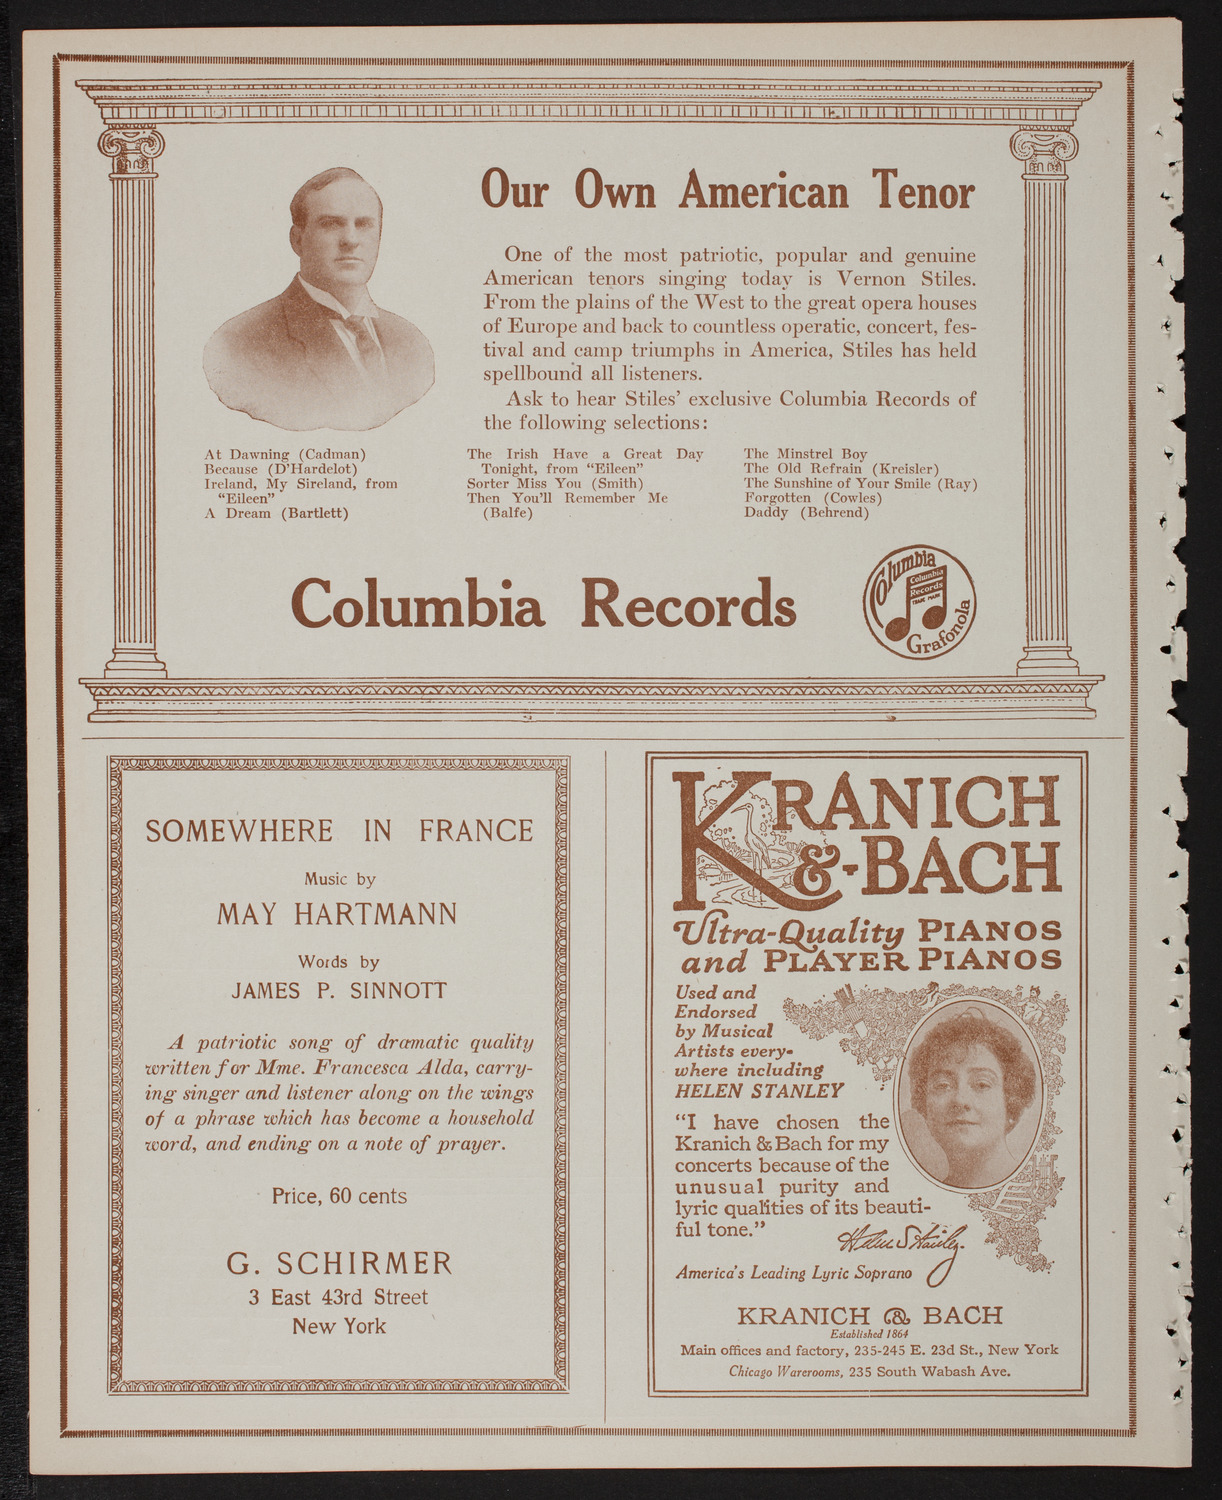 Our Own American Tenor
One of the most patriotic, popular and genuine
American tenors singing today is Vernon Stiles.
From the plains of the West to the great opera houses
of Europe and back to countless operatic, concert, fes-
tival and camp triumphs in America, Stiles has held
spellbound all listeners.
Ask to hear Stiles' exclusive Columbia Records of
the following selections:
At Dawning (Cadman)
Because (D'Hardelot)
Ireland, My Sireland, from
"Eileen"
A Dream (Bartlett)
The Irish Have a Great Day
Tonight, from "Eileen"
Sorter Miss You (Smith)
Then You'll Remember Me
(Balfe)
The Minstrel Boy
The Old Refrain (Kreisler)
The Sunshine of Your Smile (Ray)
Forgotten (Cowles)
Daddy (Behrend)
Columbia Records
Columbia
Columbia
Records
TRADE MARK
Grafonola
SOMEWHERE IN FRANCE
Music by
MAY HARTMANN
Words by
JAMES P. SINNOTT
A patriotic song of dramatic quality
written for Mme. Francesca Alda, carry-
ing singer and listener along on the wings
of a phrase which has become a household
word, and ending on a note of prayer.
Price, 60 cents
G. SCHIRMER
3 East 43rd Street
New York
KRANICH
&-BACH
Ultra-Quality PIANOS
and PLAYER PIANOS
Used and
Endorsed
by Musical
Artists every-
where including
HELEN STANLEY
"I have chosen the
Kranich & Bach for my
concerts because of the
unusual purity and
lyric qualities of its beauti-
ful tone."
Helen Stanley.
America's Leading Lyric Soprano
KRANICH & BACH
Established 1864
Main offices and factory, 235-245 E. 23d St., New York
Chicago Warerooms, 235 South Wabash Ave.